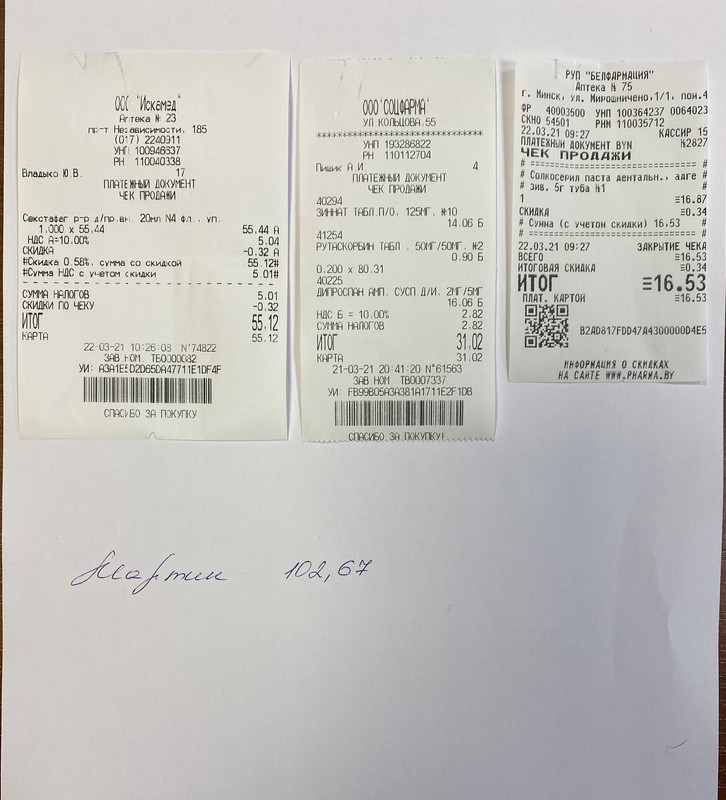 ООО "Искамед"
Аптека № 23
пр-т Независимости, 185
(017) 2240911
УНП 100946637
РН 110040338
Владыко Ю.В. 17
ПЛАТЕЖНЫЙ ДОКУМЕНТ
ЧЕК ПРОДАЖИ
Секстафаг р-р д/пр.вн. 20мл N4 фл., уп.
1.000 x 55.44 55.44 А
НДС А=10.00% 5.04
СКИДКА -0.32 А
#Скидка 0.58%, сумма со скидкой 55.12#
#Сумма НДС с учетом скидки 5.01#
СУММА НАЛОГОВ 5.01
СКИДКИ ПО ЧЕКУ -0.32
ИТОГ 55.12
КАРТА 55.12
22-03-21 10:26:03 N°74822
ЗАВ.НОМ. ТБ0000082
СПАСИБО ЗА ПОКУПКУ
ООО "СОЦФАРМА"
УЛ.КОЛЬЦОВА,55
********************************
УНП 193286822
РН 110112704
Пишик А.И. 4
ПЛАТЕЖНЫЙ ДОКУМЕНТ
ЧЕК ПРОДАЖИ
40294
ЗИННАТ ТАБЛ.П/О, 125МГ, №10
14.06 Б
41254
РУТАСКОРБИН ТАБЛ. , 50МГ/50МГ, №2
0.90 Б
0.200 x 80.31
40225
ДИПРОСПАН АМП. СУСП.Д/И, 2МГ/5МГ
16.06 Б
НДС Б = 10.00% 2.82
СУММА НАЛОГОВ 2.82
ИТОГ 31.02
КАРТА 31.02
21-03-21 20:41:20 N°61563
ЗАВ.НОМ. ТВ0007337
УИ: FB99B05A3A381A1711E2F1DB
СПАСИБО ЗА ПОКУПКУ!
РУП "БЕЛФАРМАЦИЯ"
Аптека № 75
г. Минск, ул. Мирошниченко,1/1, пом.4
ФР 40003500 УНП 100364237 0064023
СКНО 54501 РНН 110035712
22.03.21 09:27 КАССИР 15
ПЛАТЕЖНЫЙ ДОКУМЕНТ BYN №2827
ЧЕК ПРОДАЖИ
# Солкосерил паста дентальн., адге #
# зив. 5г туба №1 #
1 ≡16.87
СКИДКА ≡0.34
# Сумма (с учетом скидки) 16,53 #
22.03.21 09:27 ЗАКРЫТИЕ ЧЕКА
ВСЕГО ≡16.53
ИТОГОВАЯ СКИДКА ≡0.34
ИТОГ ≡16.53
ПЛАТ. КАРТОЙ ≡16.53
B2AD817FDD47A4300000D4E5
ИНФОРМАЦИЯ О СКИДКАХ
НА САЙТЕ WWW.PHARMA.BY
Мартин 102,67